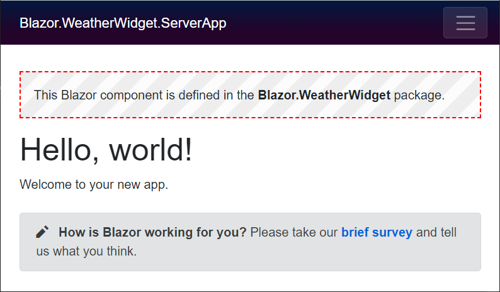 Blazor.WeatherWidget.ServerApp
This Blazor component is defined in the Blazor.WeatherWidget package.
Hello, world!
Welcome to your new app.
How is Blazor working for you? Please take our brief survey and tell
us what you think.